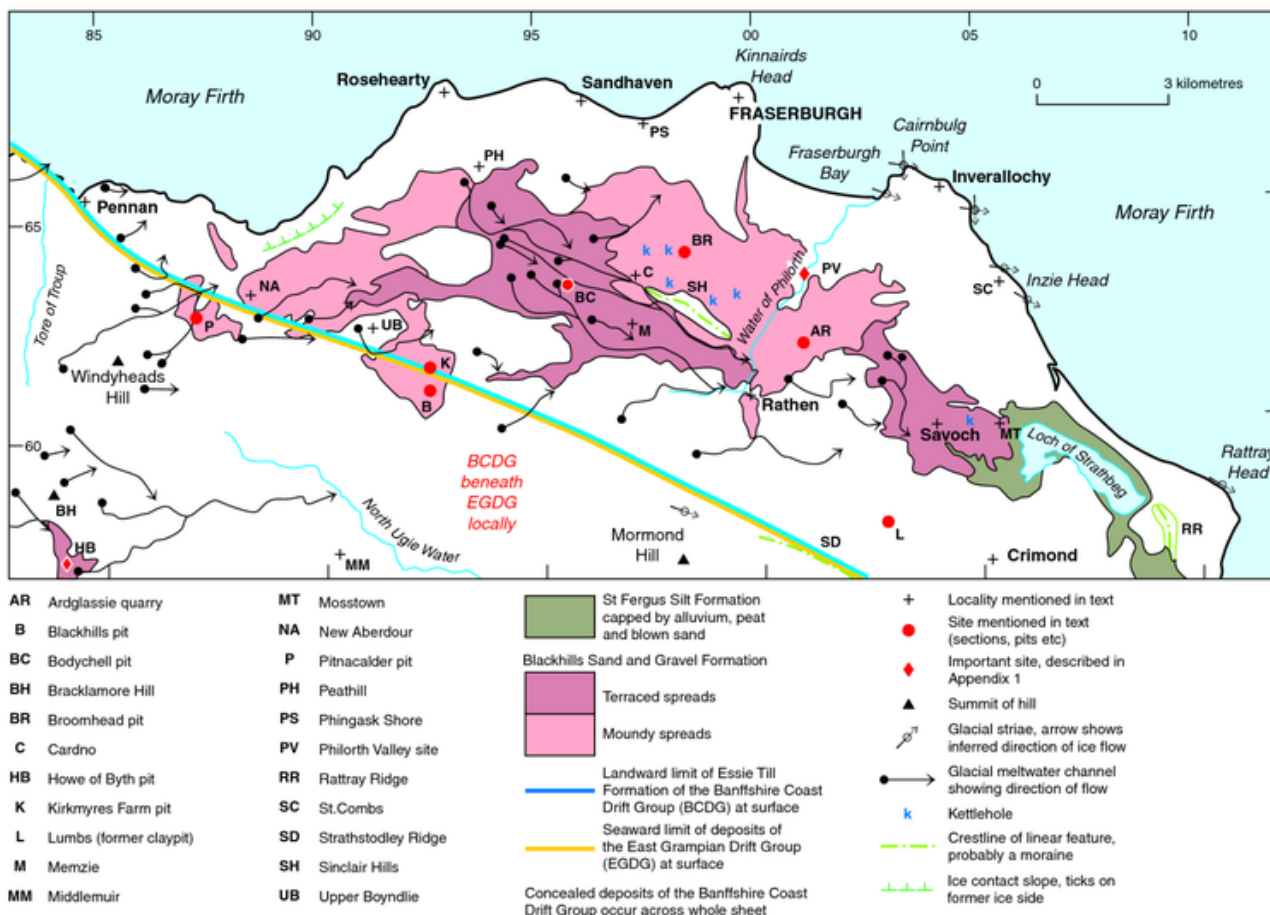 85
90
95
00
05
10
Kinnairds
Head
0
3 kilometres
Rosehearty
Sandhaven
Moray Firth
FRASERBURGH
PS
Cairnbulg
Point
PH
Fraserburgh
Bay
Inverallochy
Pennan
65
Moray Firth
BR
k k
PV
Tore of Troup
NA
C
k
SH
Water of Philorth
Inzie Head
SC
BC
k k
P
UB
M
AR
Windyheads
Hill
K
B
Rathen
60
Savoch
k
MT
Loch of Strathbeg
Rattray
Head
BCDG
beneath
EGDG
locally
BH
North Ugie Water
Mormond
Hill
L
RR
HB
SD
MM
Crimond
AR Ardglassie quarry
B Blackhills pit
BC Bodychell pit
BH Bracklamore Hill
BR Broomhead pit
C Cardno
HB Howe of Byth pit
K Kirkmyres Farm pit
L Lumbs (former claypit)
M Memzie
MM Middlemuir
MT Mosstown
NA New Aberdour
P Pitnacalder pit
PH Peathill
PS Phingask Shore
PV Philorth Valley site
RR Rattray Ridge
SC St.Combs
SD Strathstodley Ridge
SH Sinclair Hills
UB Upper Boyndlie
St Fergus Silt Formation
capped by alluvium, peat
and blown sand
Blackhills Sand and Gravel Formation
Terraced spreads
Moundy spreads
Landward limit of Essie Till
Formation of the Banffshire Coast
Drift Group (BCDG) at surface
Seaward limit of deposits of
the East Grampian Drift Group
(EGDG) at surface
Concealed deposits of the Banffshire Coast
Drift Group occur across whole sheet
Locality mentioned in text
Site mentioned in text
(sections, pits etc)
Important site, described in
Appendix 1
Summit of hill
Glacial striae, arrow shows
inferred direction of ice flow
Glacial meltwater channel
showing direction of flow
k Kettlehole
Crestline of linear feature,
probably a moraine
Ice contact slope, ticks on
former ice side